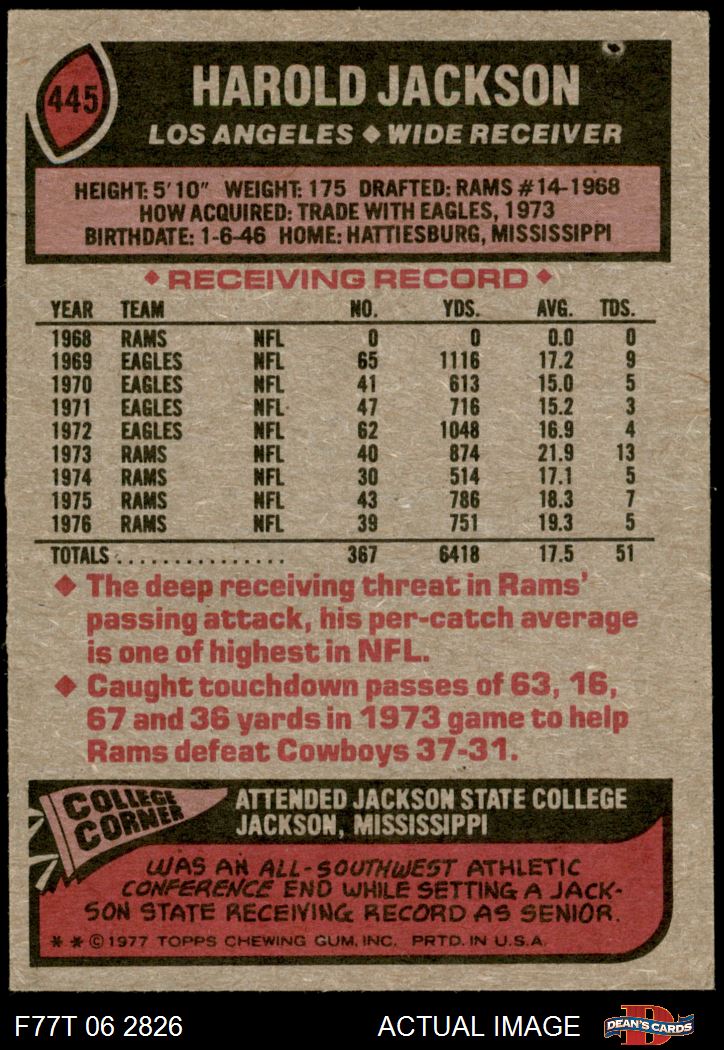 445
HAROLD JACKSON
LOS ANGELES ◆ WIDE RECEIVER
HEIGHT: 5'10" WEIGHT: 175 DRAFTED: RAMS #14-1968
HOW ACQUIRED: TRADE WITH EAGLES, 1973
BIRTHDATE: 1-6-46 HOME: HATTIESBURG, MISSISSIPPI
◆ RECEIVING RECORD ◆
YEAR TEAM NO. YDS. AVG. TDS.
1968 RAMS NFL 0 0 0.0 0
1969 EAGLES NFL 65 1116 17.2 9
1970 EAGLES NFL 41 613 15.0 5
1971 EAGLES NFL 47 716 15.2 3
1972 EAGLES NFL 62 1048 16.9 4
1973 RAMS NFL 40 874 21.9 13
1974 RAMS NFL 30 514 17.1 5
1975 RAMS NFL 43 786 18.3 7
1976 RAMS NFL 39 751 19.3 5
TOTALS............... 367 6418 17.5 51
◆ The deep receiving threat in Rams'
passing attack, his per-catch average
is one of highest in NFL.
◆ Caught touchdown passes of 63, 16,
67 and 36 yards in 1973 game to help
Rams defeat Cowboys 37-31.
COLLEGE
CORNER
ATTENDED JACKSON STATE COLLEGE
JACKSON, MISSISSIPPI
WAS AN ALL-SOUTHWEST ATHLETIC
CONFERENCE END WHILE SETTING A JACK-
SON STATE RECEIVING RECORD AS SENIOR.
* * © 1977 TOPPS CHEWING GUM, INC. PRTD. IN U.S.A.
F77T 06 2826 ACTUAL IMAGE
D
DEAN'S CARDS